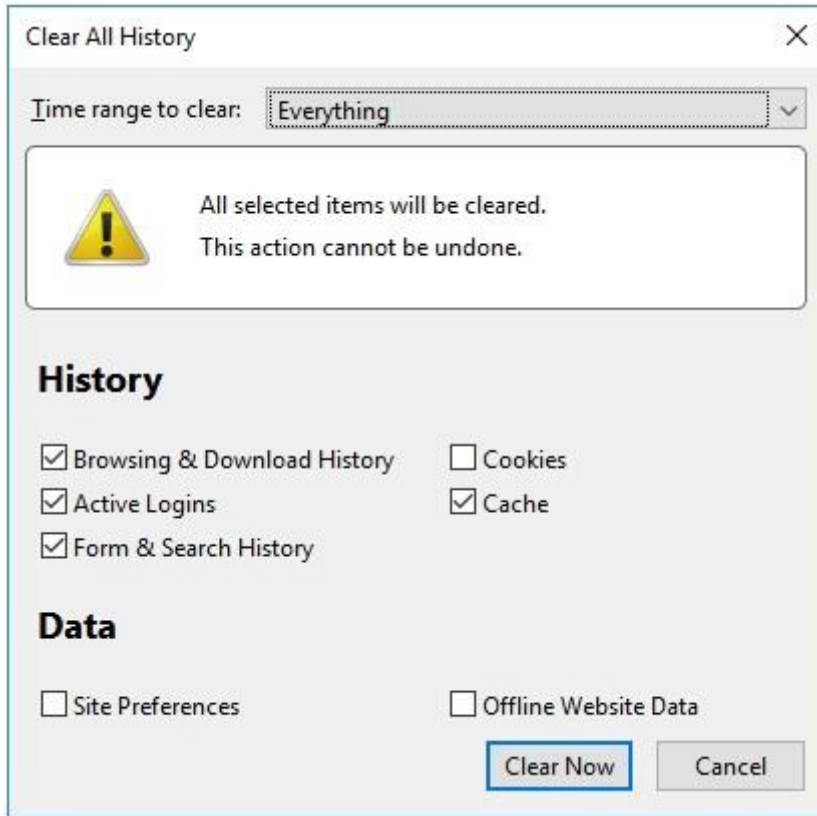 Clear All History
Time range to clear: Everything
All selected items will be cleared.
This action cannot be undone.
History
Browsing & Download History Cookies
Active Logins Cache
Form & Search History
Data
Site Preferences Offline Website Data
Clear Now Cancel